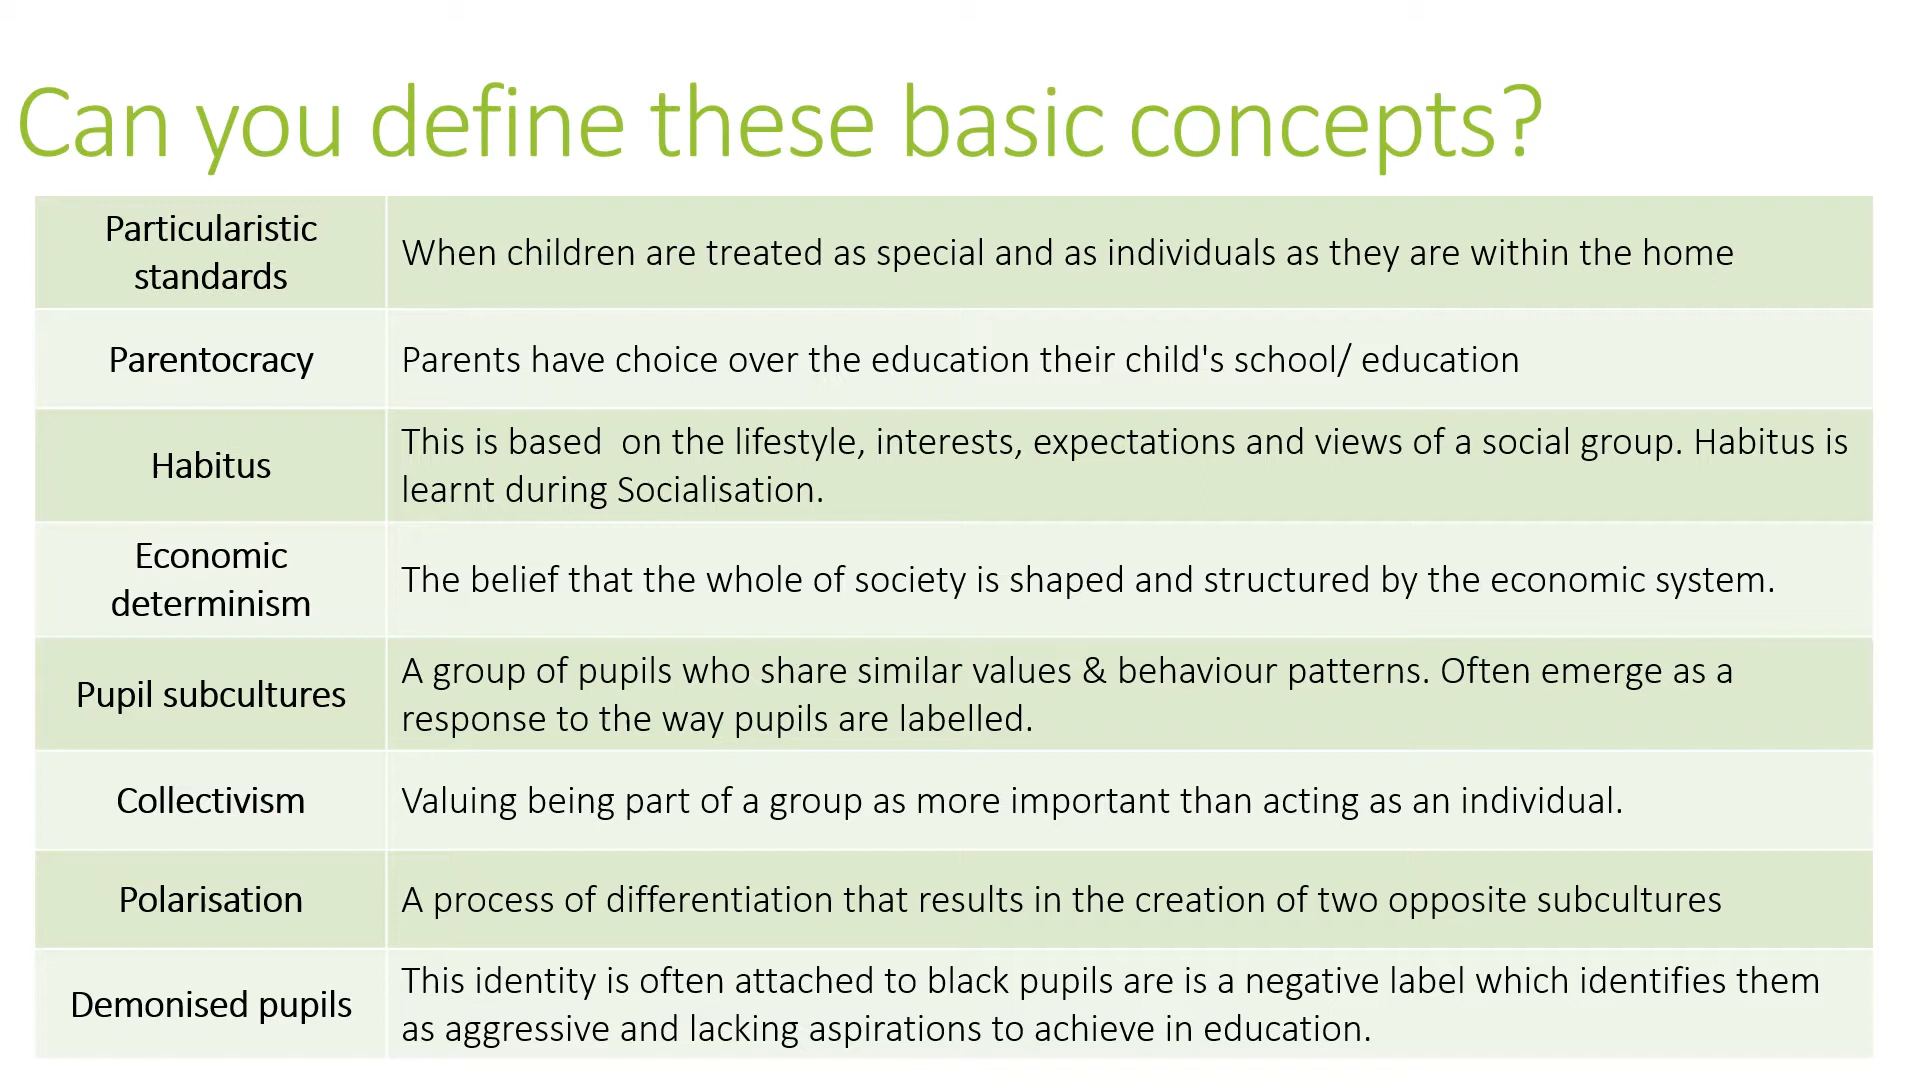 Can you define these basic concepts?
Particularistic
standards
When children are treated as special and as individuals as they are within the home
Parentocracy
Parents have choice over the education their child's school/ education
Habitus
This is based  on the lifestyle, interests, expectations and views of a social group. Habitus is
learnt during Socialisation.
Economic
determinism
The belief that the whole of society is shaped and structured by the economic system.
Pupil subcultures
A group of pupils who share similar values & behaviour patterns. Often emerge as a
response to the way pupils are labelled.
Collectivism
Valuing being part of a group as more important than acting as an individual.
Polarisation
A process of differentiation that results in the creation of two opposite subcultures
Demonised pupils
This identity is often attached to black pupils are is a negative label which identifies them
as aggressive and lacking aspirations to achieve in education.